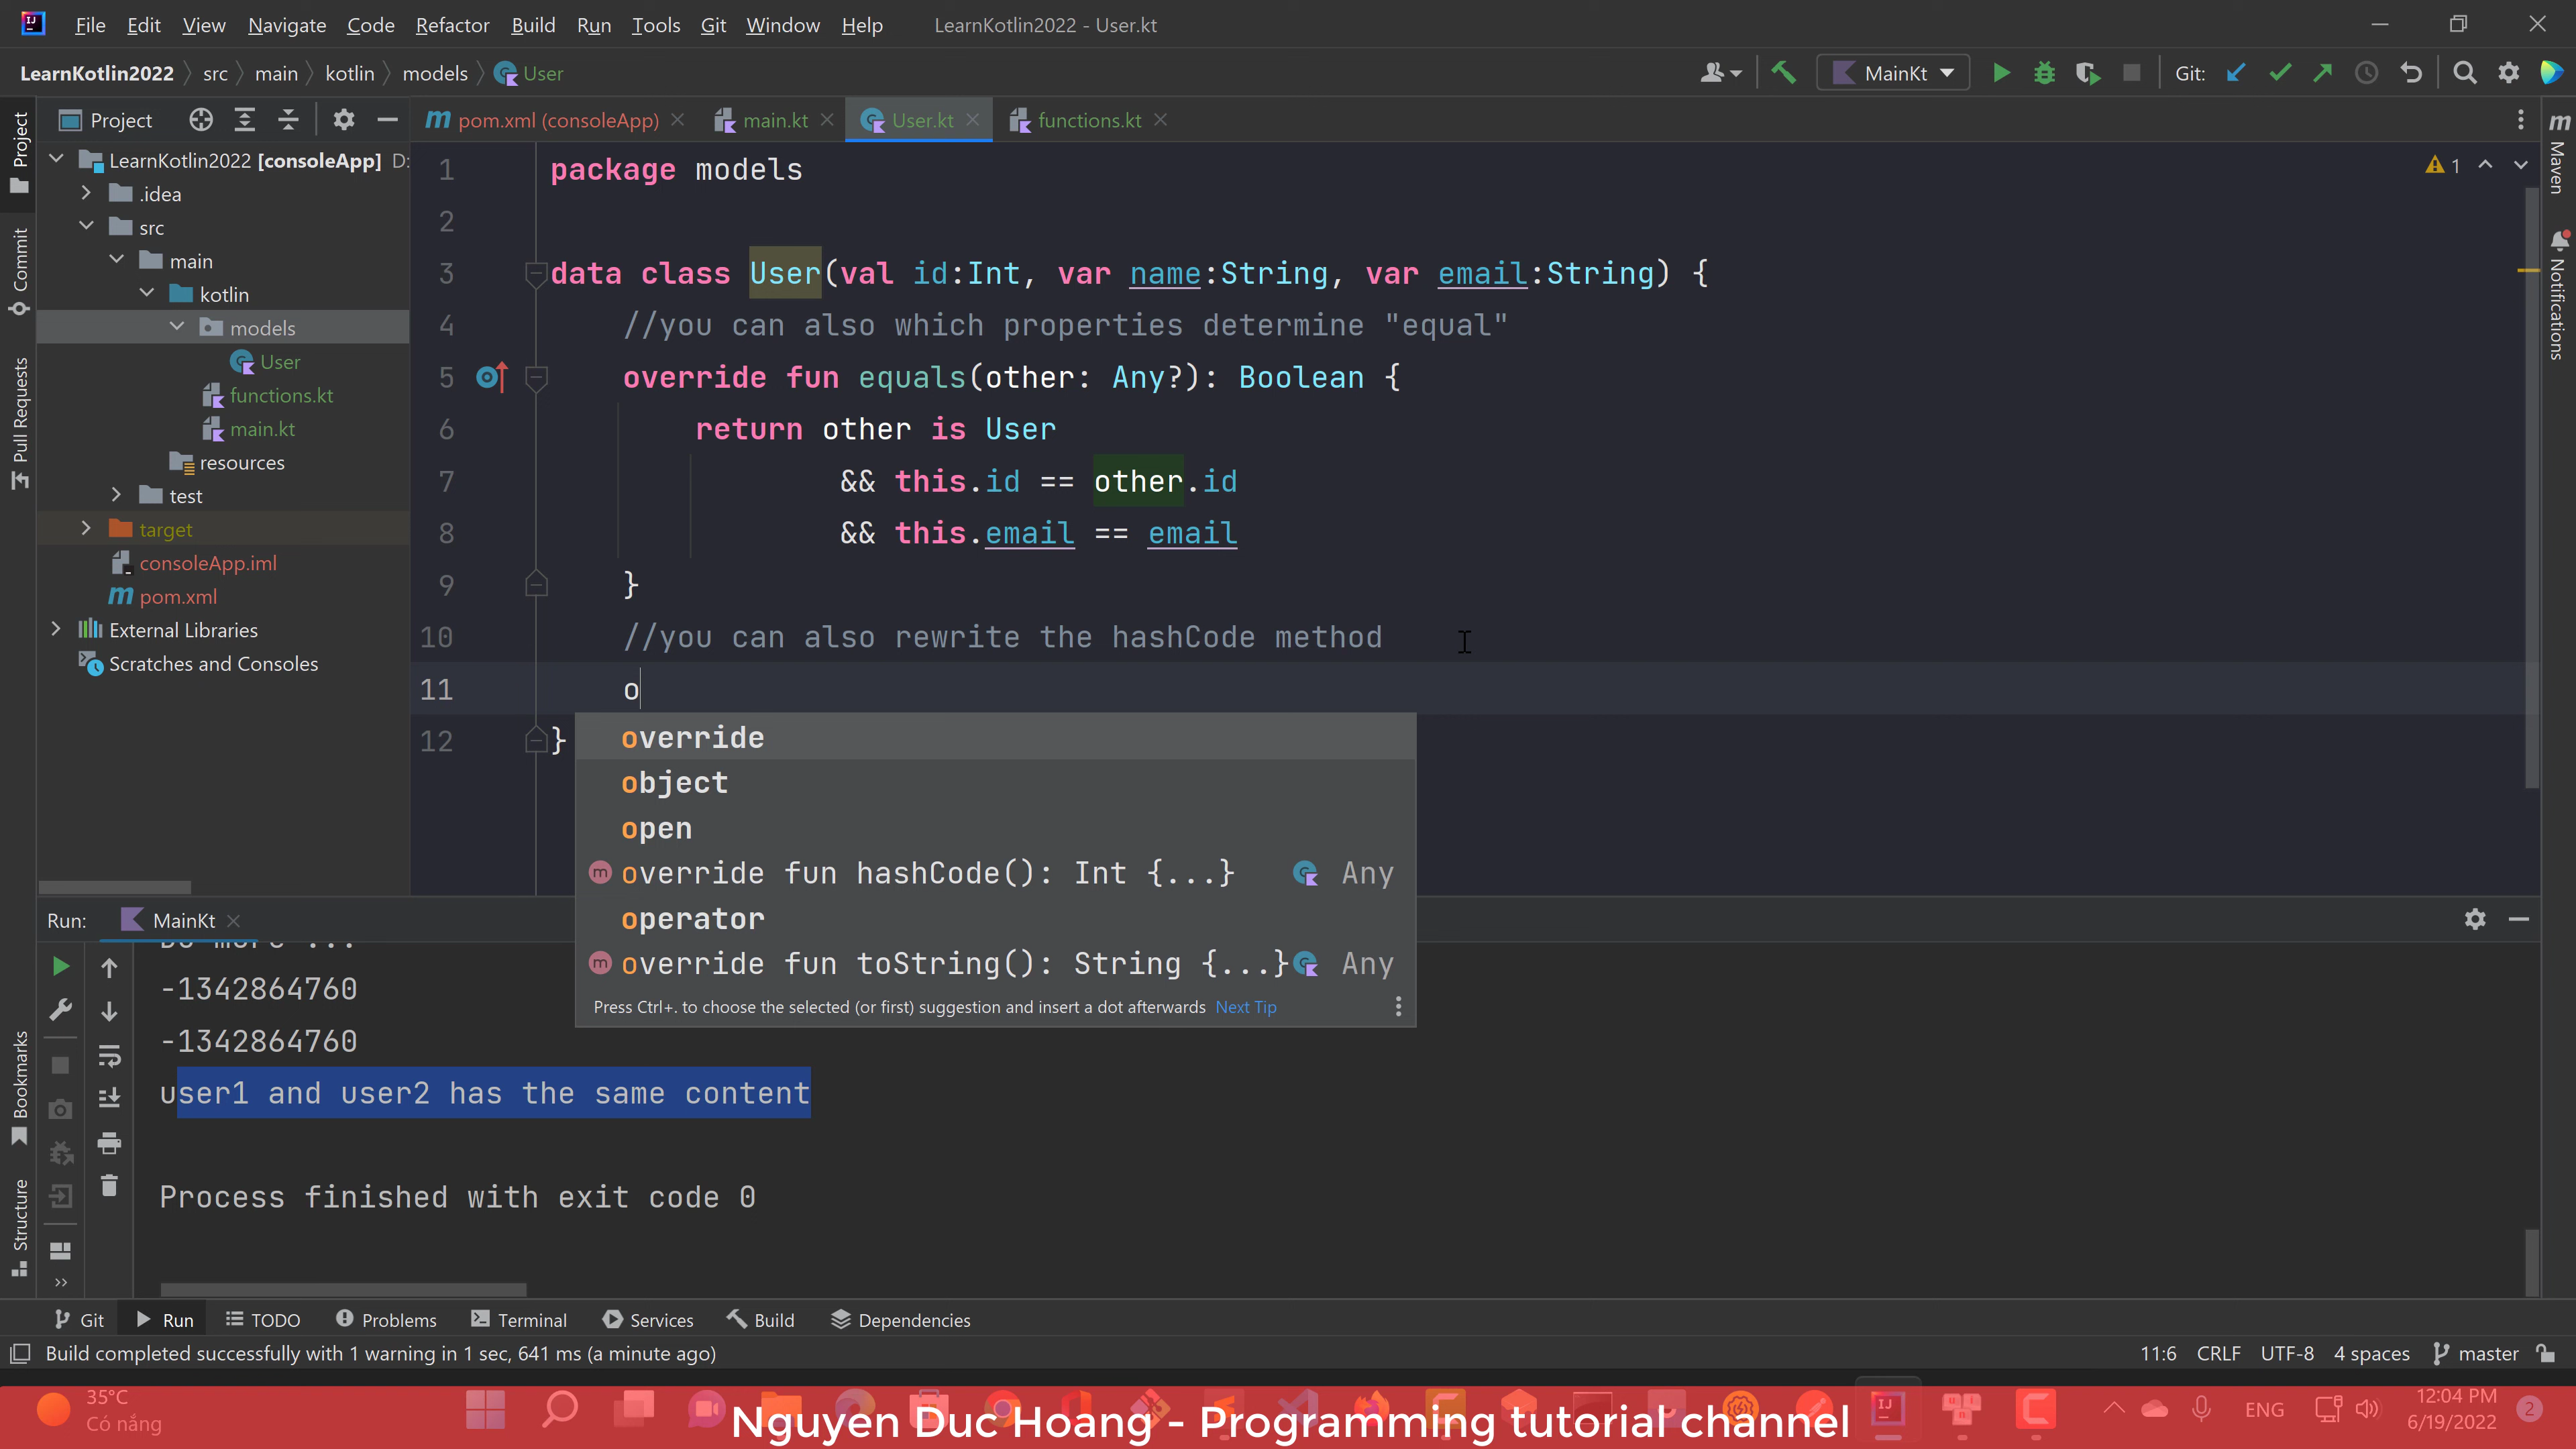 File Edit View Navigate Code Refactor Build Run Tools Git Window Help LearnKotlin2022 - User.kt
LearnKotlin2022 src main kotlin models User MainKt Git:
Project
pom.xml (consoleApp) main.kt User.kt functions.kt
LearnKotlin2022 [consoleApp] D:
.idea
src
main
kotlin
models
User
functions.kt
main.kt
resources
test
target
consoleApp.iml
pom.xml
External Libraries
Scratches and Consoles
Project
Commit
Pull Requests
Bookmarks
Structure
Maven
Notifications
1
1 package models
2
3 data class User(val id:Int, var name:String, var email:String) {
4 //you can also which properties determine "equal"
5 override fun equals(other: Any?): Boolean {
6 return other is User
7 && this.id == other.id
8 && this.email == email
9 }
10 //you can also rewrite the hashCode method
11 o
12 }
override
object
open
override fun hashCode(): Int {...} Any
operator
override fun toString(): String {...} Any
Press Ctrl+. to choose the selected (or first) suggestion and insert a dot afterwards Next Tip
Run: MainKt
-1342864760
-1342864760
user1 and user2 has the same content
Process finished with exit code 0
Git Run TODO Problems Terminal Services Build Dependencies
Build completed successfully with 1 warning in 1 sec, 641 ms (a minute ago) 11:6 CRLF UTF-8 4 spaces master
35°C
Có nắng
Nguyen Duc Hoang - Programming tutorial channel
ENG
12:04 PM
6/19/2022
2